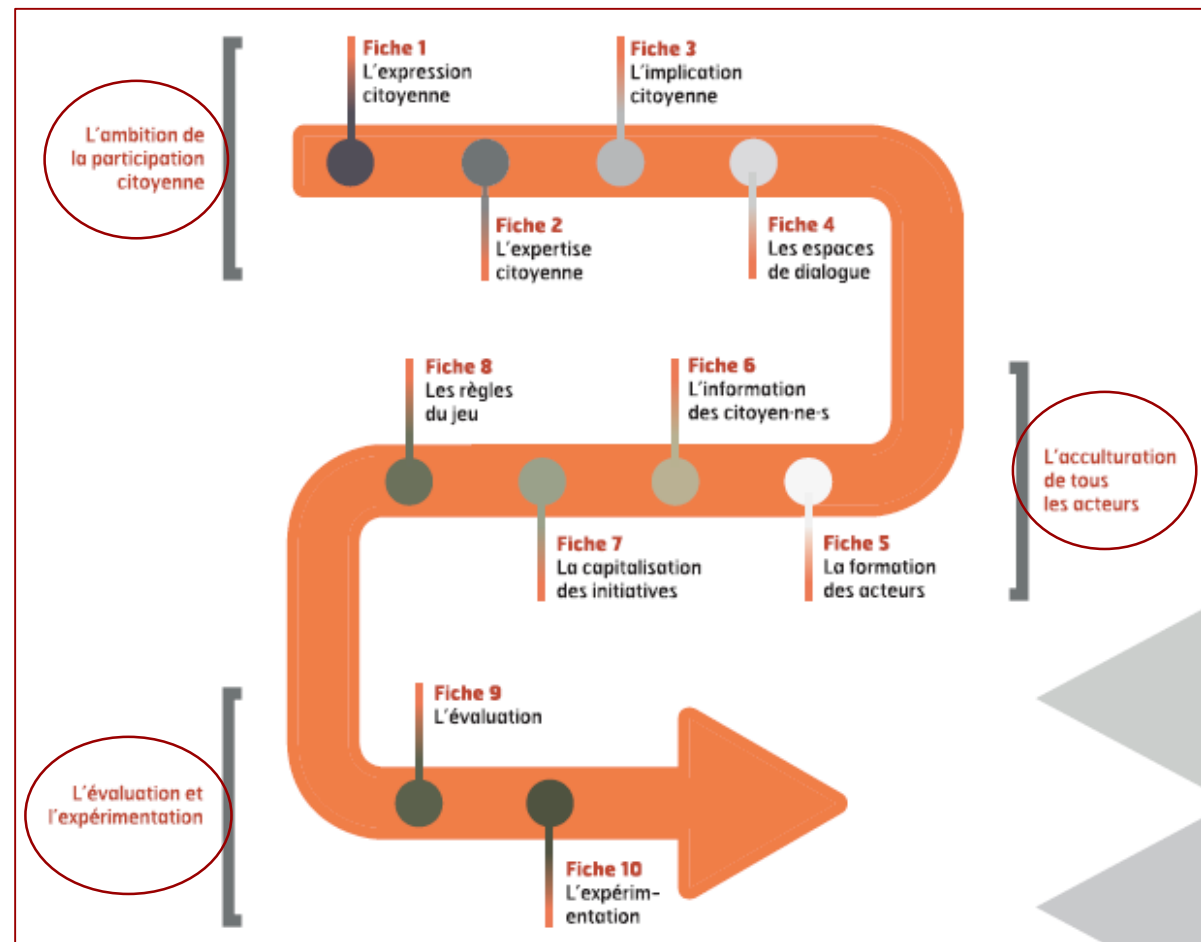 L'ambition de
la participation
citoyenne
Fiche 1
L'expression
citoyenne
Fiche 2
L'expertise
citoyenne
Fiche 3
L'implication
citoyenne
Fiche 4
Les espaces
de dialogue
L'acculturation
de tous
les acteurs
Fiche 5
La formation
des acteurs
Fiche 6
L'information
des citoyen·ne·s
Fiche 7
La capitalisation
des initiatives
Fiche 8
Les règles
du jeu
L'évaluation et
l'expérimentation
Fiche 9
L'évaluation
Fiche 10
L'expérim-
entation